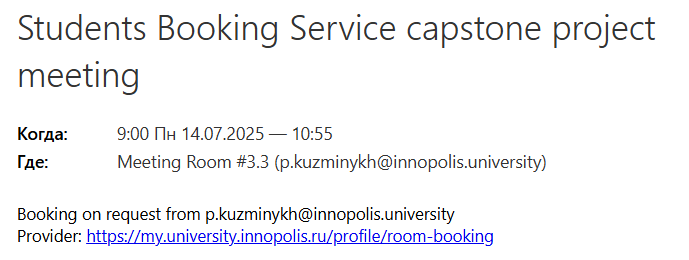 Students Booking Service capstone project
meeting
Когда: 9:00 Пн 14.07.2025 — 10:55
Где: Meeting Room #3.3 (p.kuzminykh@innopolis.university)
Booking on request from p.kuzminykh@innopolis.university
Provider: https://my.university.innopolis.ru/profile/room-booking